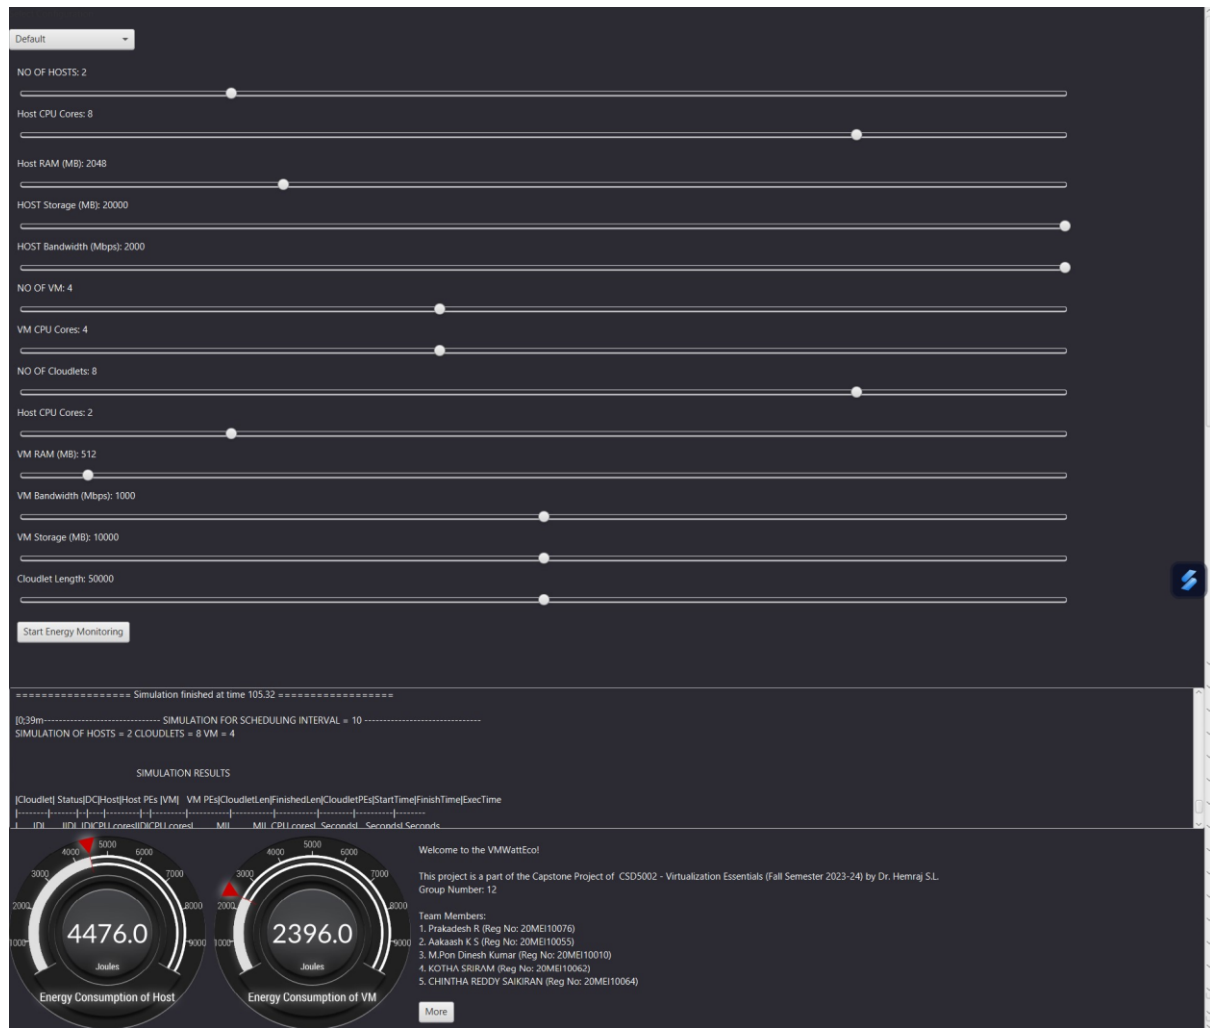 Default
NO OF HOSTS: 2
Host CPU Cores: 8
Host RAM (MB): 2048
HOST Storage (MB): 20000
HOST Bandwidth (Mbps): 2000
NO OF VM: 4
VM CPU Cores: 4
NO OF Cloudlets: 8
Host CPU Cores: 2
VM RAM (MB): 512
VM Bandwidth (Mbps): 1000
VM Storage (MB): 10000
Cloudlet Length: 50000
Start Energy Monitoring
================== Simulation finished at time 105.32 ==================
[0;39m------------------------------- SIMULATION FOR SCHEDULING INTERVAL = 10 -------------------------------
SIMULATION OF HOSTS = 2 CLOUDLETS = 8 VM = 4
SIMULATION RESULTS
|Cloudlet| Status|DC|Host|Host PEs |VM| VM PEs|CloudletLen|FinishedLen|CloudletPEs|StartTime|FinishTime|ExecTime
1000 2000 3000 4000 5000 6000 7000 8000 9000
4476.0
Joules
Energy Consumption of Host
1000 2000 3000 4000 5000 6000 7000 8000 9000
2396.0
Joules
Energy Consumption of VM
Welcome to the VMWattEco!
This project is a part of the Capstone Project of CSD5002 - Virtualization Essentials (Fall Semester 2023-24) by Dr. Hemraj S.L.
Group Number: 12
Team Members:
1. Prakadesh R (Reg No: 20MEI10076)
2. Aakaash K S (Reg No: 20MEI10055)
3. M.Pon Dinesh Kumar (Reg No: 20MEI10010)
4. KOTHA SRIRAM (Reg No: 20MEI10062)
5. CHINTHA REDDY SAIKIRAN (Reg No: 20MEI10064)
More